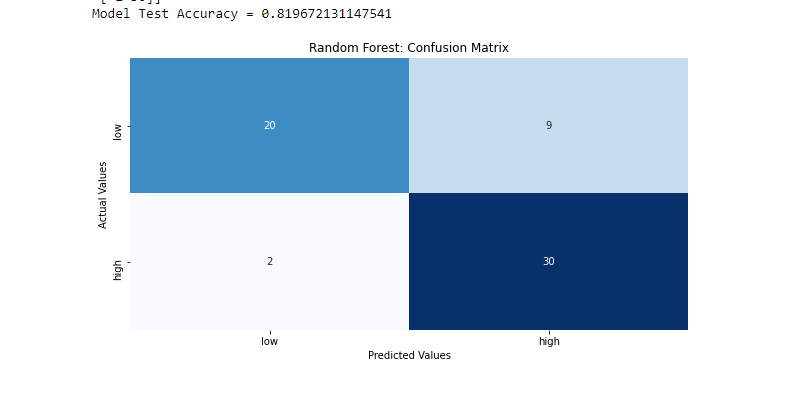 Model Test Accuracy = 0.819672131147541
Random Forest: Confusion Matrix
low
20
9
Actual Values
high
2
30
low
high
Predicted Values